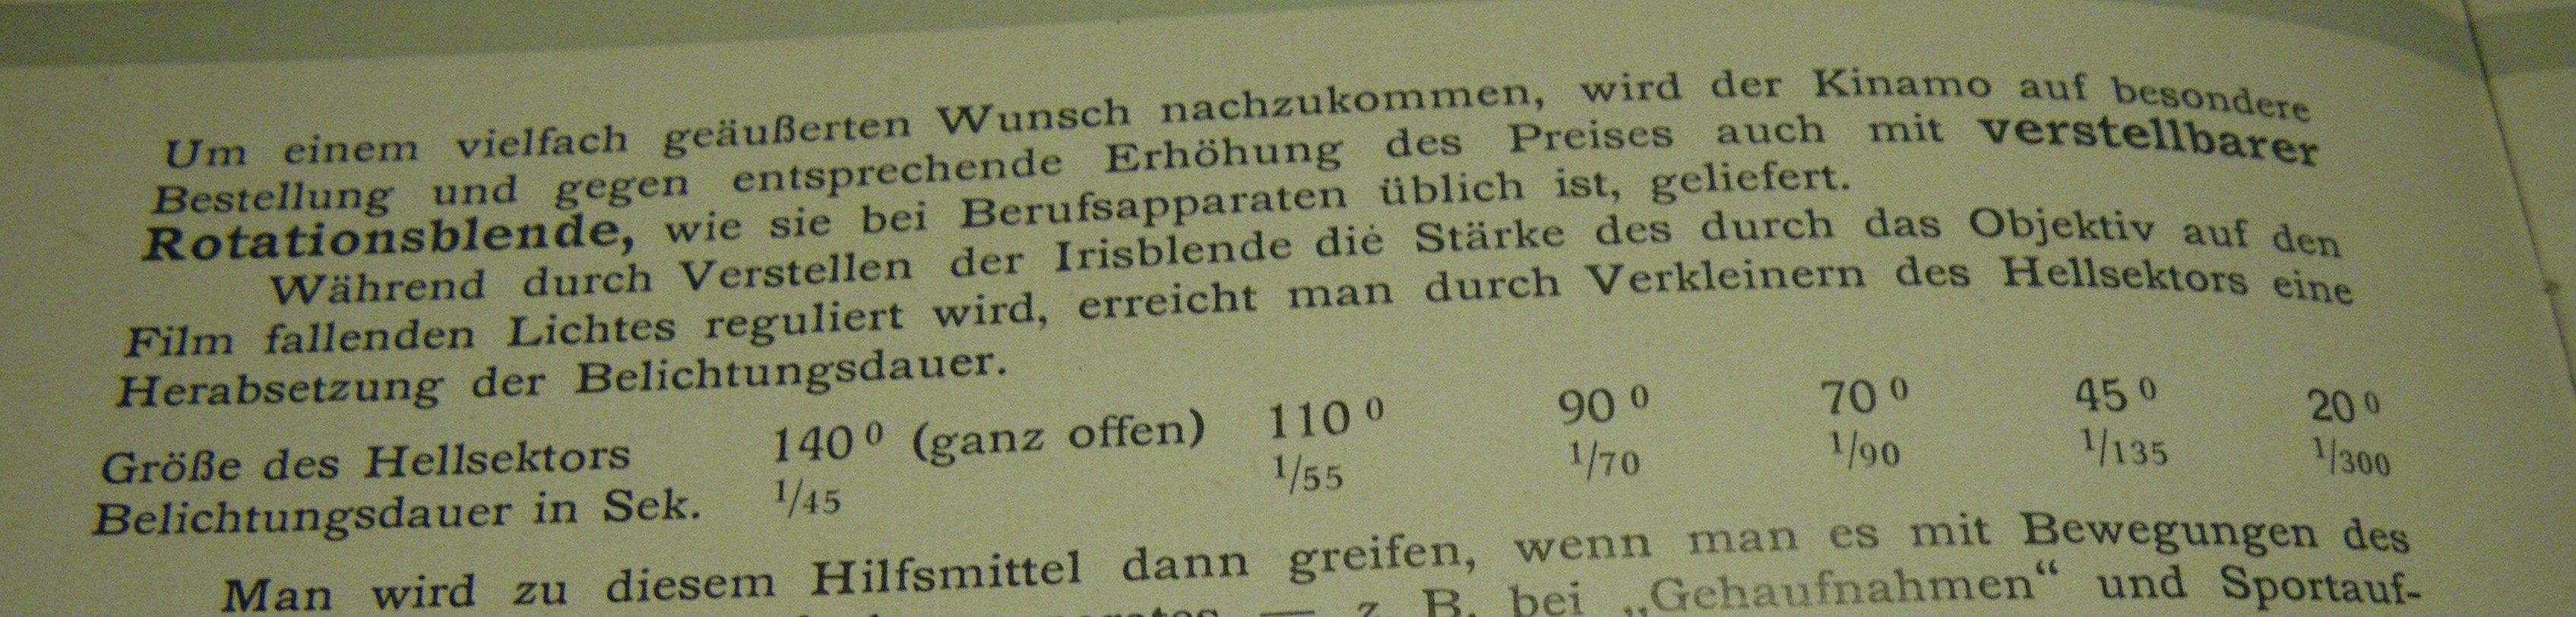 Um einem vielfach geäußerten Wunsch nachzukommen, wird der Kinamo auf besondere
Bestellung und gegen entsprechende Erhöhung des Preises auch mit verstellbarer
Rotationsblende, wie sie bei Berufsapparaten üblich ist, geliefert.
Während durch Verstellen der Irisblende die Stärke des durch das Objektiv auf den
Film fallenden Lichtes reguliert wird, erreicht man durch Verkleinern des Hellsektors eine
Herabsetzung der Belichtungsdauer.
Größe des Hellsektors 140⁰ (ganz offen) 110⁰ 90⁰ 70⁰ 45⁰ 20⁰
Belichtungsdauer in Sek. 1/45 1/55 1/70 1/90 1/135 1/300
Man wird zu diesem Hilfsmittel dann greifen, wenn man es mit Bewegungen des
— z. B. bei „Gehaufnahmen“ und Sportauf-